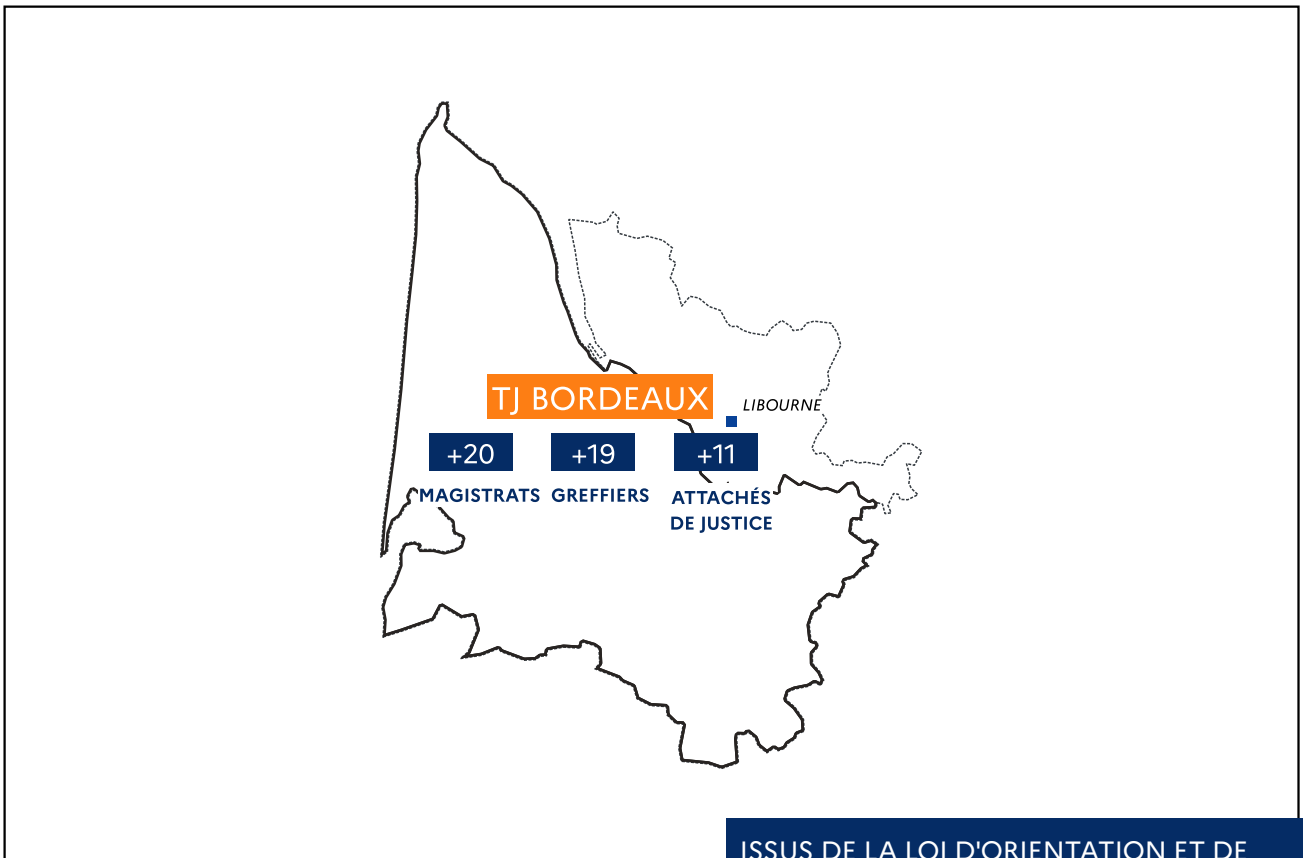 TJ BORDEAUX
LIBOURNE
+20
+19
+11
MAGISTRATS
GREFFIERS
ATTACHÉS
DE JUSTICE
ISSUS DE LA LOI D'ORIENTATION ET DE